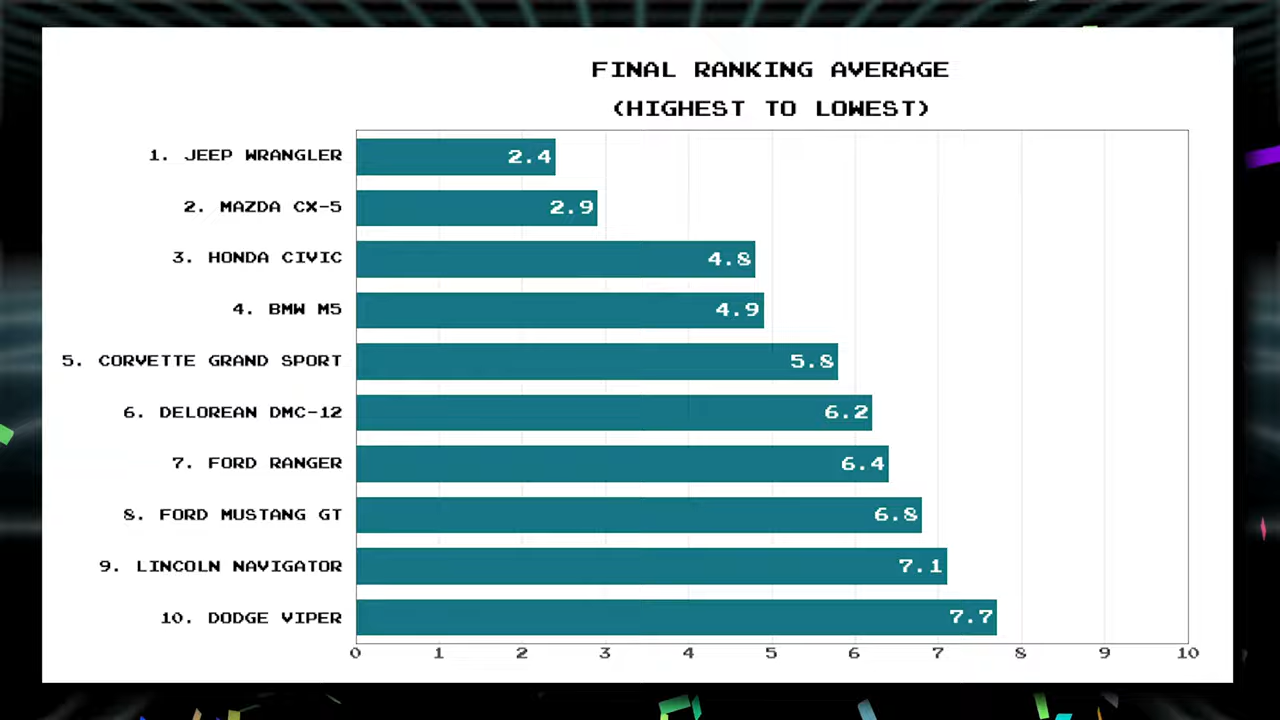 FINAL RANKING AVERAGE
(HIGHEST TO LOWEST)
1. JEEP WRANGLER 2.4
2. MAZDA CX-5 2.9
3. HONDA CIVIC 4.8
4. BMW M5 4.9
5. CORVETTE GRAND SPORT 5.8
6. DELOREAN DMC-12 6.2
7. FORD RANGER 6.4
8. FORD MUSTANG GT 6.8
9. LINCOLN NAVIGATOR 7.1
10. DODGE VIPER 7.7
0 1 2 3 4 5 6 7 8 9 10